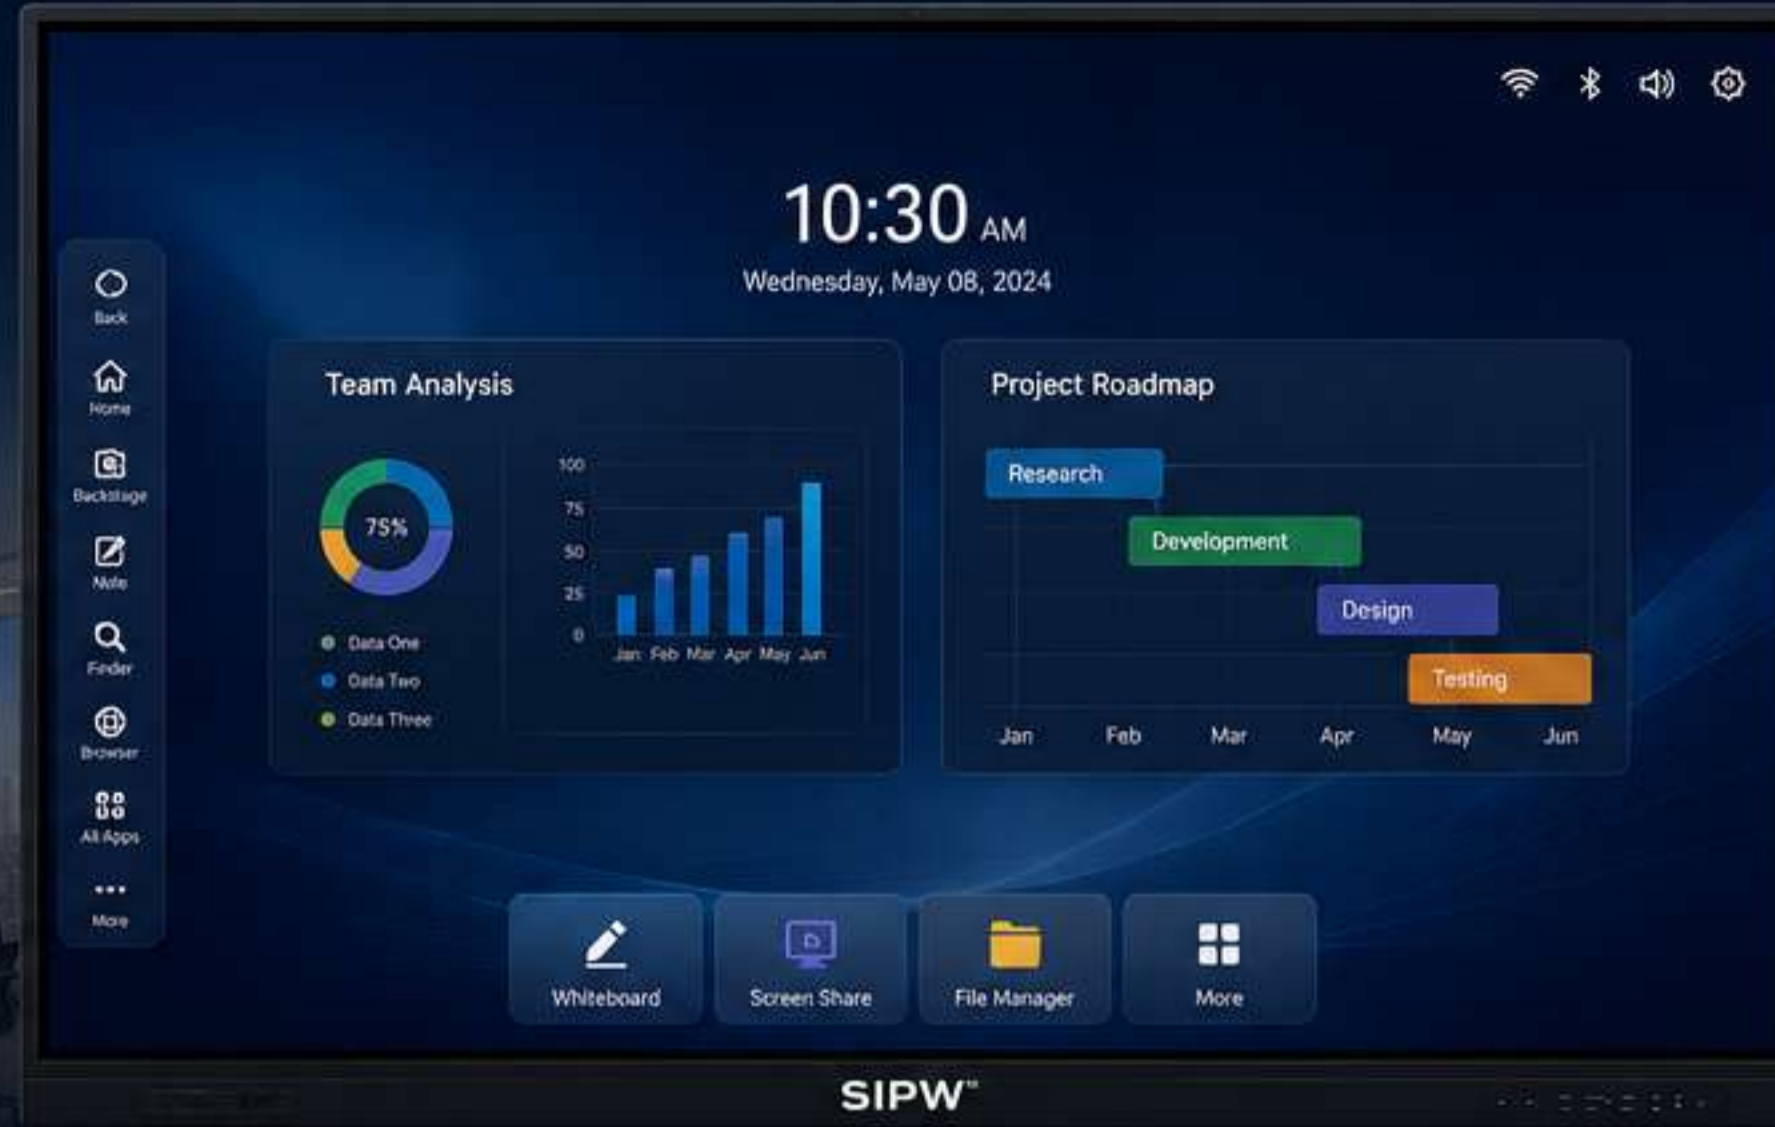 10:30 AM
Wednesday, May 08, 2024
Back
Home
Backstage
Note
Finder
Browser
All Apps
More
Team Analysis
75%
Data One
Data Two
Data Three
100
75
50
25
0
Jan Feb Mar Apr May Jun
Project Roadmap
Research
Development
Design
Testing
Jan Feb Mar Apr May Jun
Whiteboard
Screen Share
File Manager
More
SIPW